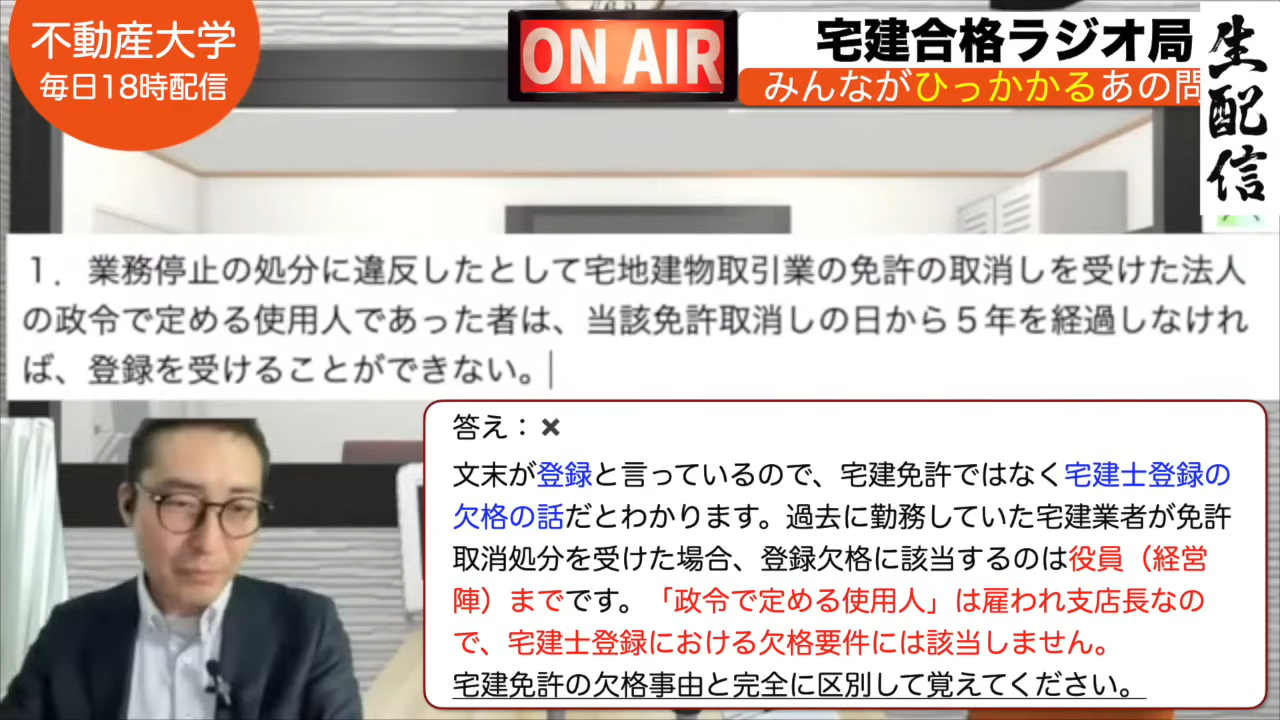 不動産大学
毎日18時配信
ON AIR
宅建合格ラジオ局
みんながひっかかるあの問
生配信
1．業務停止の処分に違反したとして宅地建物取引業の免許の取消しを受けた法人
の政令で定める使用人であった者は、当該免許取消しの日から５年を経過しなけれ
ば、登録を受けることができない。
答え：✖
文末が登録と言っているので、宅建免許ではなく宅建士登録の
欠格の話だとわかります。過去に勤務していた宅建業者が免許
取消処分を受けた場合、登録欠格に該当するのは役員（経営
陣）までです。「政令で定める使用人」は雇われ支店長なの
で、宅建士登録における欠格要件には該当しません。
宅建免許の欠格事由と完全に区別して覚えてください。